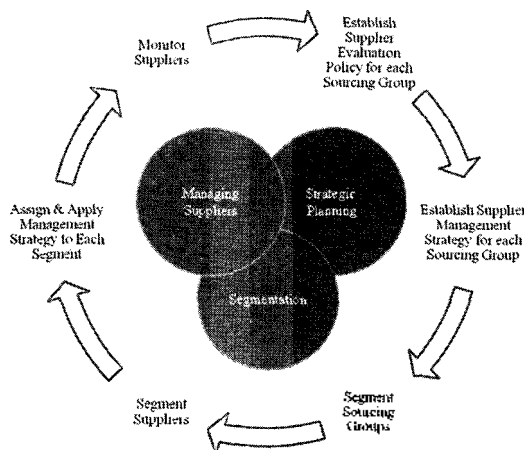 Monitor
Suppliers
Establish
Supplier
Evaluation
Policy for each
Sourcing Group
Managing
Suppliers
Strategic
Planning
Assign & Apply
Management
Strategy to Each
Segment
Establish Supplier
Management
Strategy for each
Sourcing Group
Segmentation
Segment
Suppliers
Segment
Sourcing
Groups